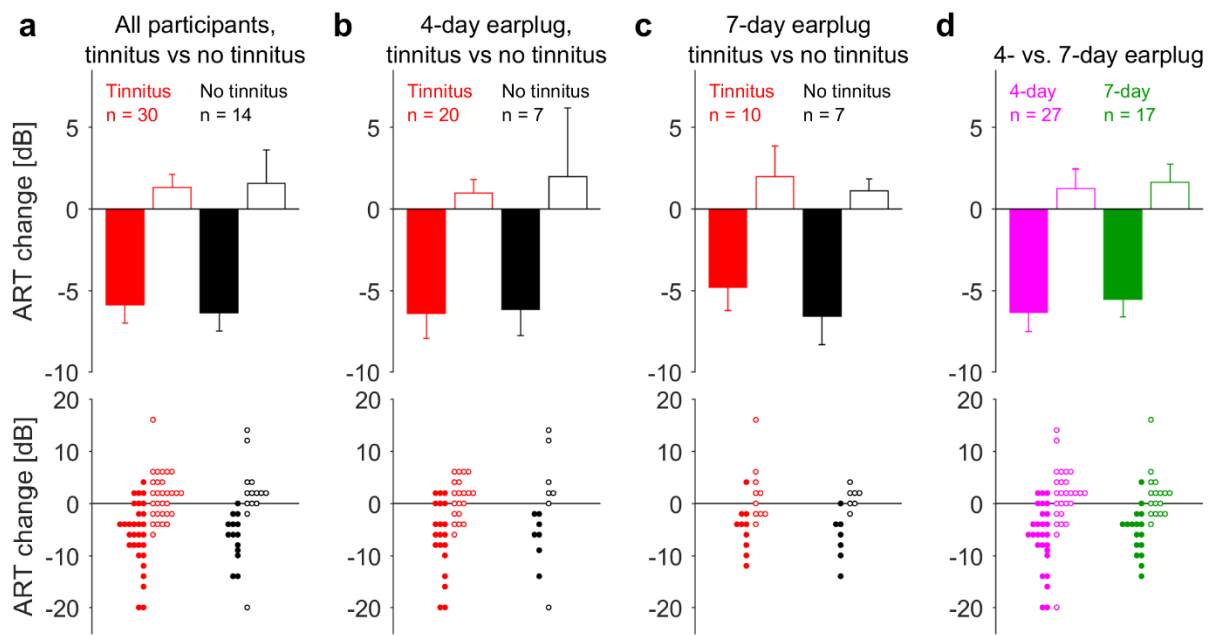 a
All participants,
tinnitus vs no tinnitus
b
4-day earplug,
tinnitus vs no tinnitus
c
7-day earplug
tinnitus vs no tinnitus
d
4- vs. 7-day earplug
Tinnitus
n = 30
No tinnitus
n = 14
Tinnitus
n = 20
No tinnitus
n = 7
Tinnitus
n = 10
No tinnitus
n = 7
4-day
n = 27
7-day
n = 17
ART change [dB]
5
0
-5
-10
5
0
-5
-10
5
0
-5
-10
5
0
-5
-10
ART change [dB]
20
10
0
-10
-20
20
10
0
-10
-20
20
10
0
-10
-20
20
10
0
-10
-20